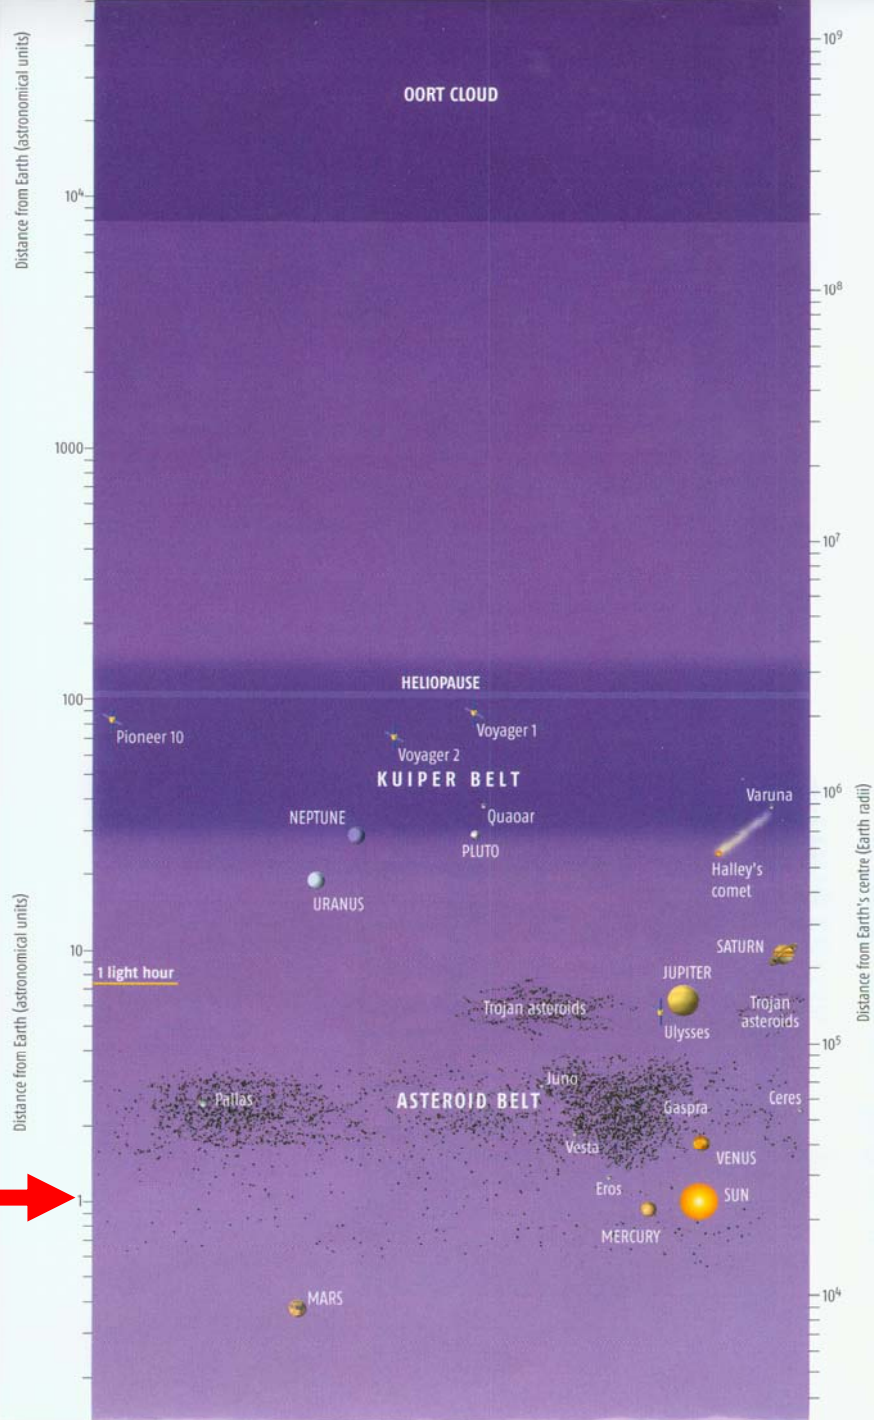 Distance from Earth (astronomical units)
10⁹
OORT CLOUD
10⁴
10⁸
1000
10⁷
HELIOPAUSE
100
Pioneer 10
Voyager 1
Voyager 2
KUIPER BELT
10⁶
Varuna
NEPTUNE
Quaoar
PLUTO
Halley's
comet
URANUS
Distance from Earth's centre (Earth radii)
Distance from Earth (astronomical units)
10
SATURN
1 light hour
JUPITER
Trojan asteroids
Trojan
asteroids
Ulysses
10⁵
Juno
Pallas
ASTEROID BELT
Gaspra
Ceres
Vesta
VENUS
Eros
SUN
1
MERCURY
MARS
10⁴